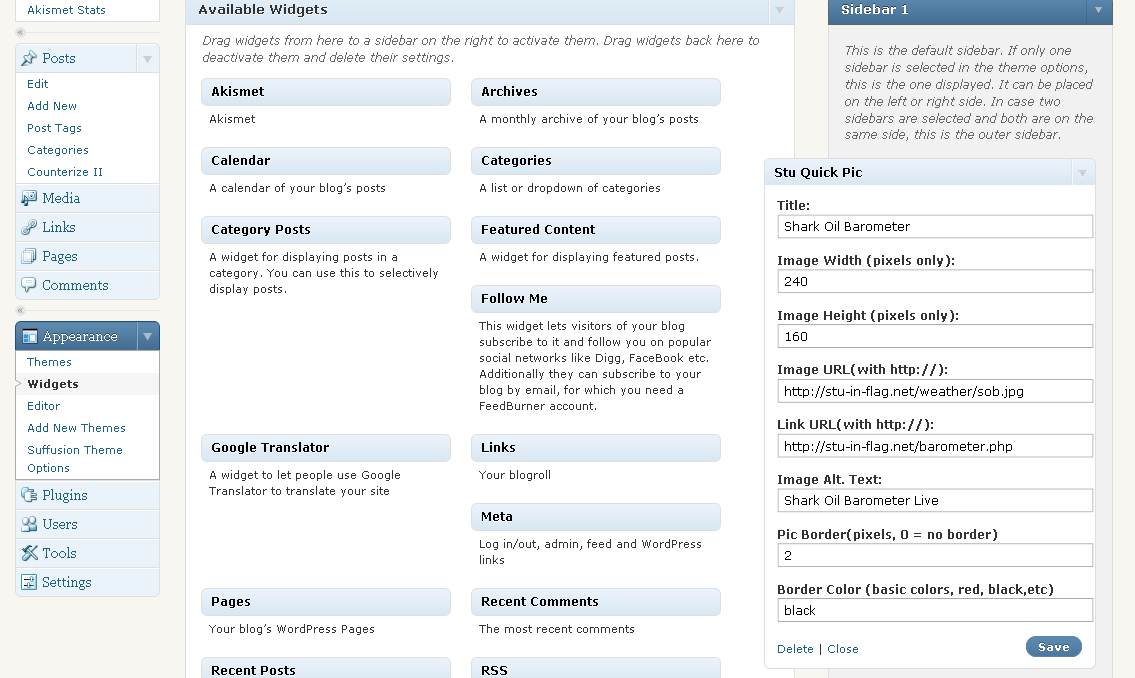 Akismet Stats
Posts
Edit
Add New
Post Tags
Categories
Counterize II
Media
Links
Pages
Comments
Appearance
Themes
Widgets
Editor
Add New Themes
Suffusion Theme
Options
Plugins
Users
Tools
Settings
Available Widgets
Drag widgets from here to a sidebar on the right to activate them. Drag widgets back here to
deactivate them and delete their settings.
Akismet
Akismet
Archives
A monthly archive of your blog's posts
Calendar
A calendar of your blog's posts
Categories
A list or dropdown of categories
Category Posts
A widget for displaying posts in a
category. You can use this to selectively
display posts.
Featured Content
A widget for displaying featured posts.
Follow Me
This widget lets visitors of your blog
subscribe to it and follow you on popular
social networks like Digg, FaceBook etc.
Additionally they can subscribe to your
blog by email, for which you need a
FeedBurner account.
Google Translator
A widget to let people use Google
Translator to translate your site
Links
Your blogroll
Meta
Log in/out, admin, feed and WordPress
links
Pages
Your blog's WordPress Pages
Recent Comments
The most recent comments
Recent Posts
RSS
Sidebar 1
This is the default sidebar. If only one
sidebar is selected in the theme options,
this is the one displayed. It can be placed
on the left or right side. In case two
sidebars are selected and both are on the
same side, this is the outer sidebar.
Stu Quick Pic
Title:
Shark Oil Barometer
Image Width (pixels only):
240
Image Height (pixels only):
160
Image URL(with http://):
http://stu-in-flag.net/weather/sob.jpg
Link URL(with http://):
http://stu-in-flag.net/barometer.php
Image Alt. Text:
Shark Oil Barometer Live
Pic Border(pixels, 0 = no border)
2
Border Color (basic colors, red, black,etc)
black
Delete | Close
Save